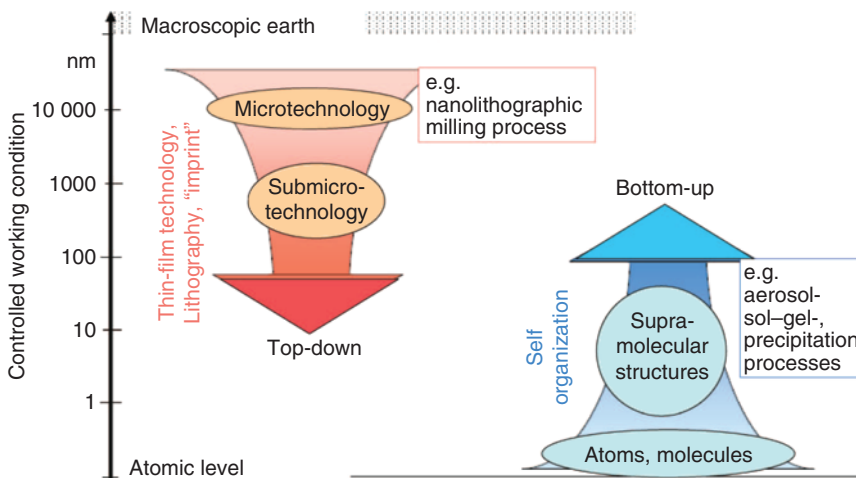 Macroscopic earth
nm
10 000
1000
100
10
1
Atomic level
Controlled working condition
Thin-film technology,
Lithography, “imprint”
Microtechnology
Submicro-
technology
Top-down
e.g.
nanolithographic
milling process
Bottom-up
Self
organization
Supra-
molecular
structures
Atoms, molecules
e.g.
aerosol-
sol–gel-,
precipitation
processes